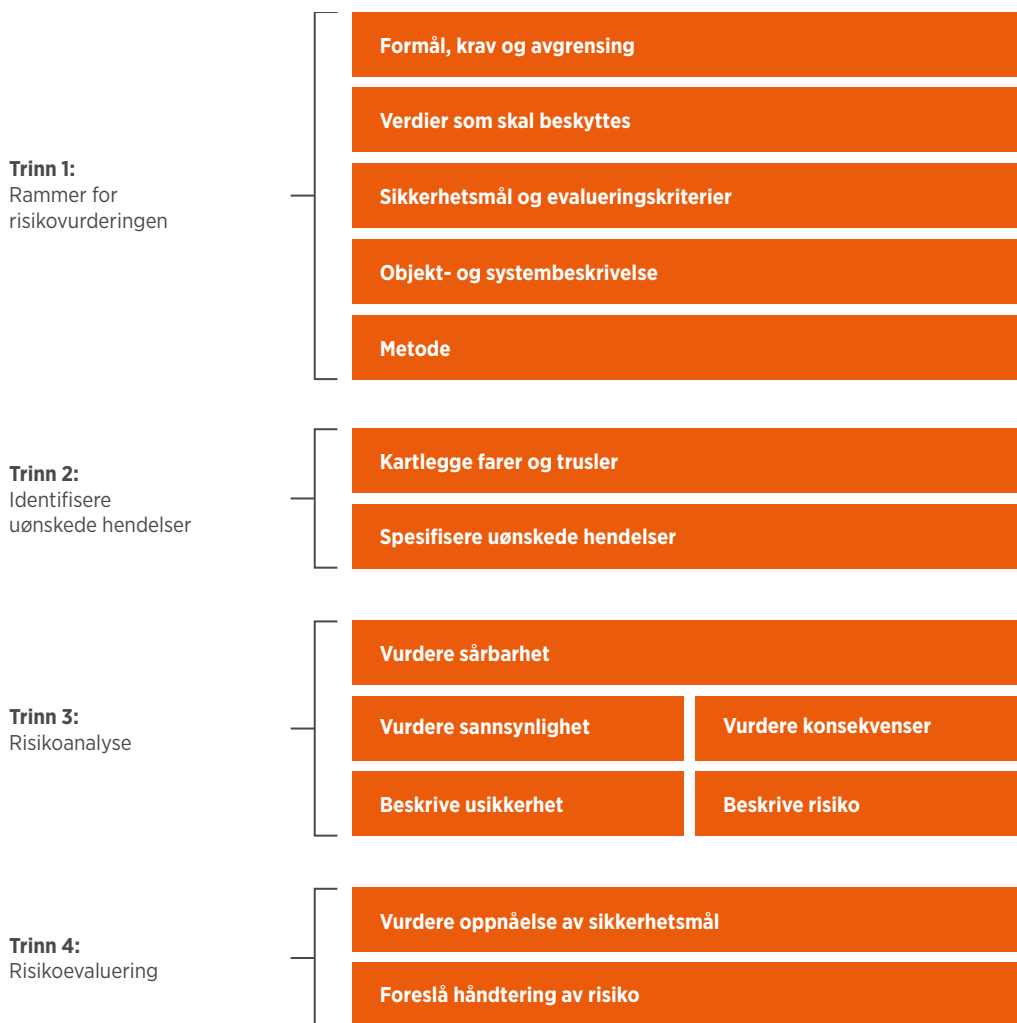 Trinn 1:
Rammer for
risikovurderingen
Formål, krav og avgrensing
Verdier som skal beskyttes
Sikkerhetsmål og evalueringskriterier
Objekt- og systembeskrivelse
Metode
Trinn 2:
Identifisere
uønskede hendelser
Kartlegge farer og trusler
Spesifisere uønskede hendelser
Trinn 3:
Risikoanalyse
Vurdere sårbarhet
Vurdere sannsynlighet
Vurdere konsekvenser
Beskrive usikkerhet
Beskrive risiko
Trinn 4:
Risikoevaluering
Vurdere oppnåelse av sikkerhetsmål
Foreslå håndtering av risiko